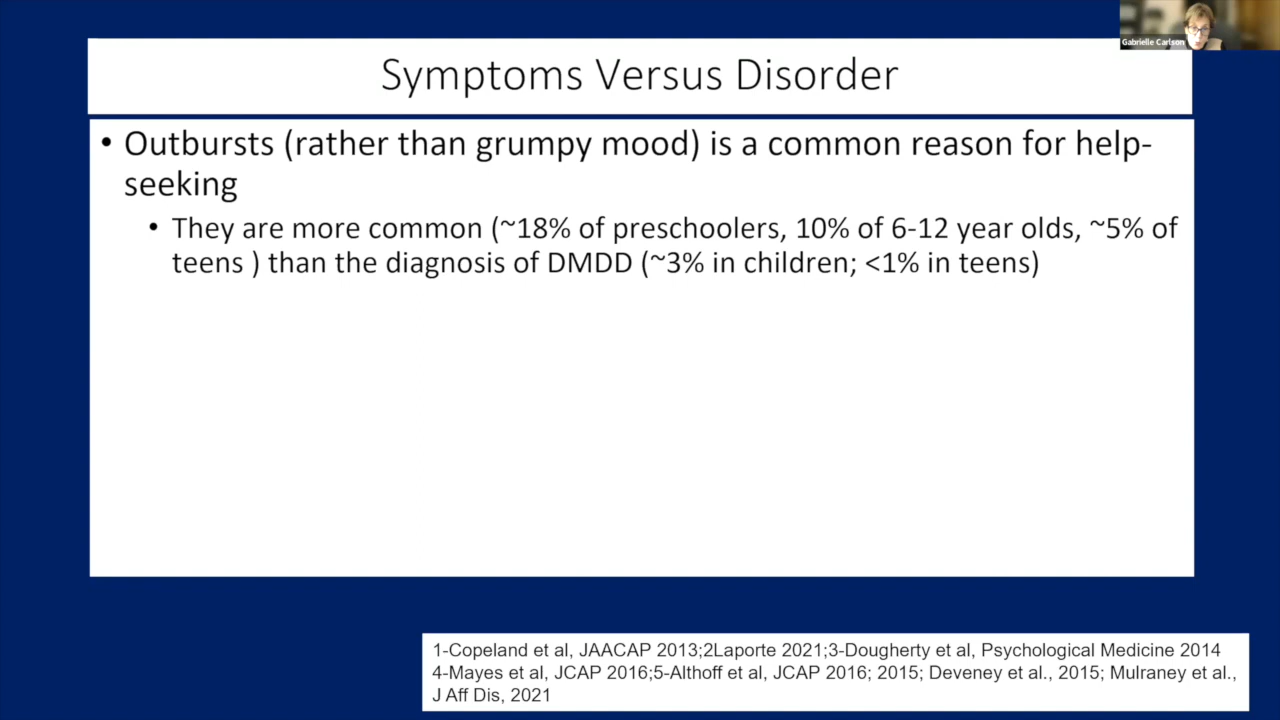 Gabrielle Carlson
Symptoms Versus Disorder
• Outbursts (rather than grumpy mood) is a common reason for help-
seeking
• They are more common (~18% of preschoolers, 10% of 6-12 year olds, ~5% of
teens ) than the diagnosis of DMDD (~3% in children; <1% in teens)
1-Copeland et al, JAACAP 2013;2Laporte 2021;3-Dougherty et al, Psychological Medicine 2014
4-Mayes et al, JCAP 2016;5-Althoff et al, JCAP 2016; 2015; Deveney et al., 2015; Mulraney et al.,
J Aff Dis, 2021